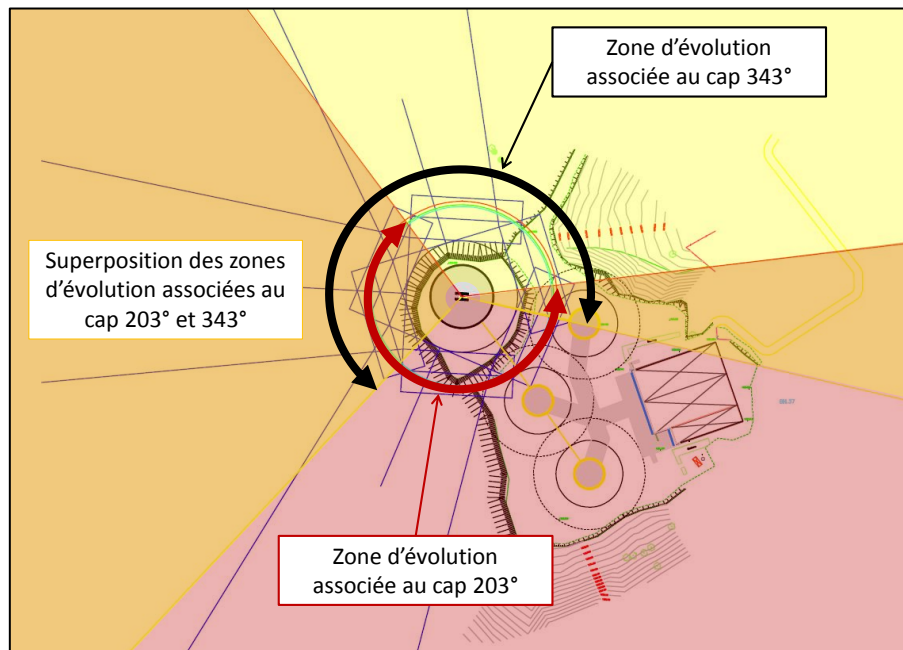 Zone d’évolution
associée au cap 343°
Superposition des zones
d’évolution associées au
cap 203° et 343°
Zone d’évolution
associée au cap 203°